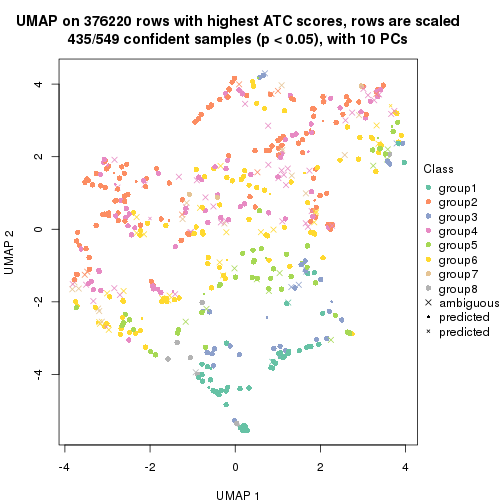 UMAP on 376220 rows with highest ATC scores, rows are scaled
435/549 confident samples (p < 0.05), with 10 PCs
4
2
0
-2
-4
UMAP 2
-4
-2
0
2
4
UMAP 1
Class
group1
group2
group3
group4
group5
group6
group7
group8
ambiguous
predicted
predicted